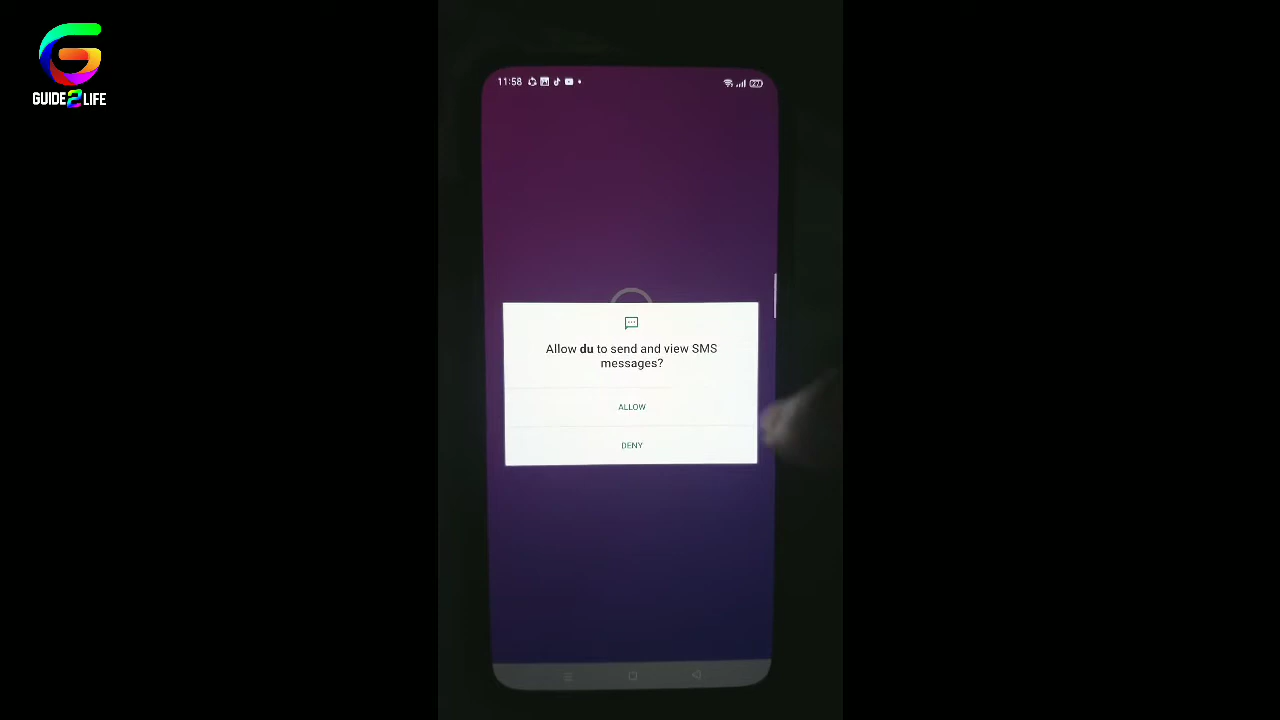 GUIDE2LIFE
11:58
Allow du to send and view SMS
messages?
ALLOW
DENY